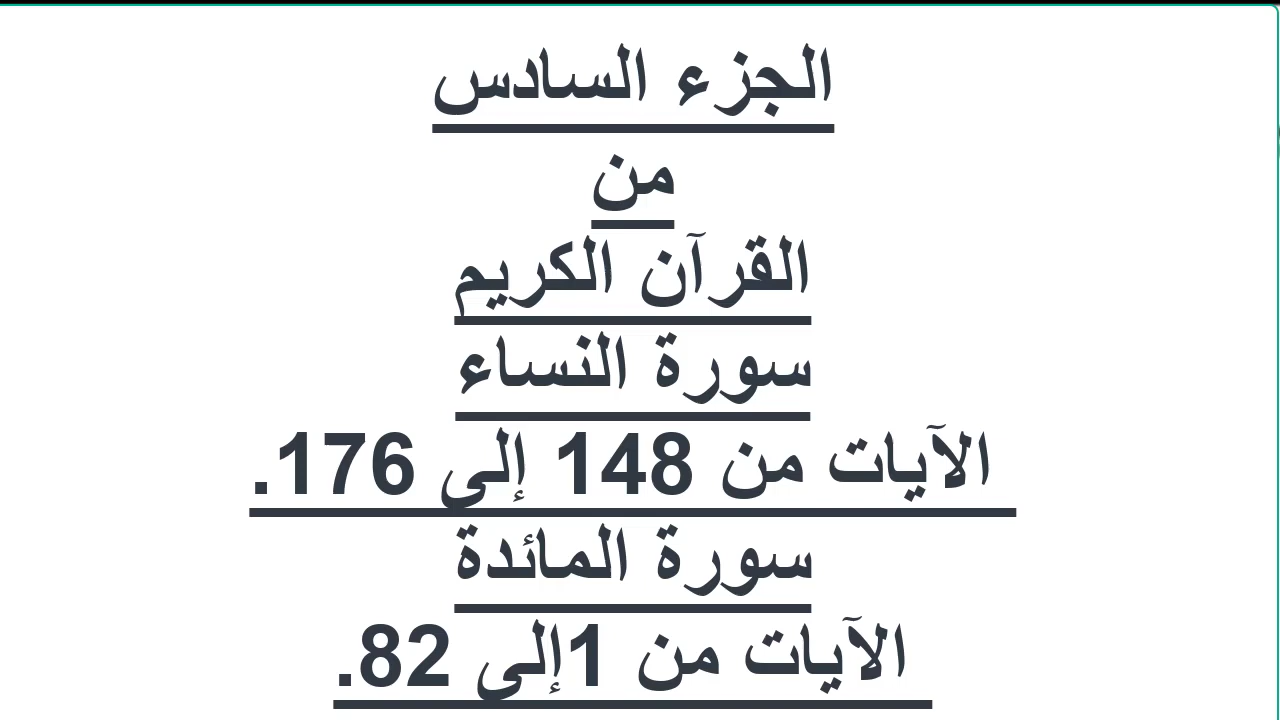 الجزء السادس
من
القرآن الكريم
سورة النساء
الآيات من 148 إلى 176.
سورة المائدة
الآيات من 1إلى 82.